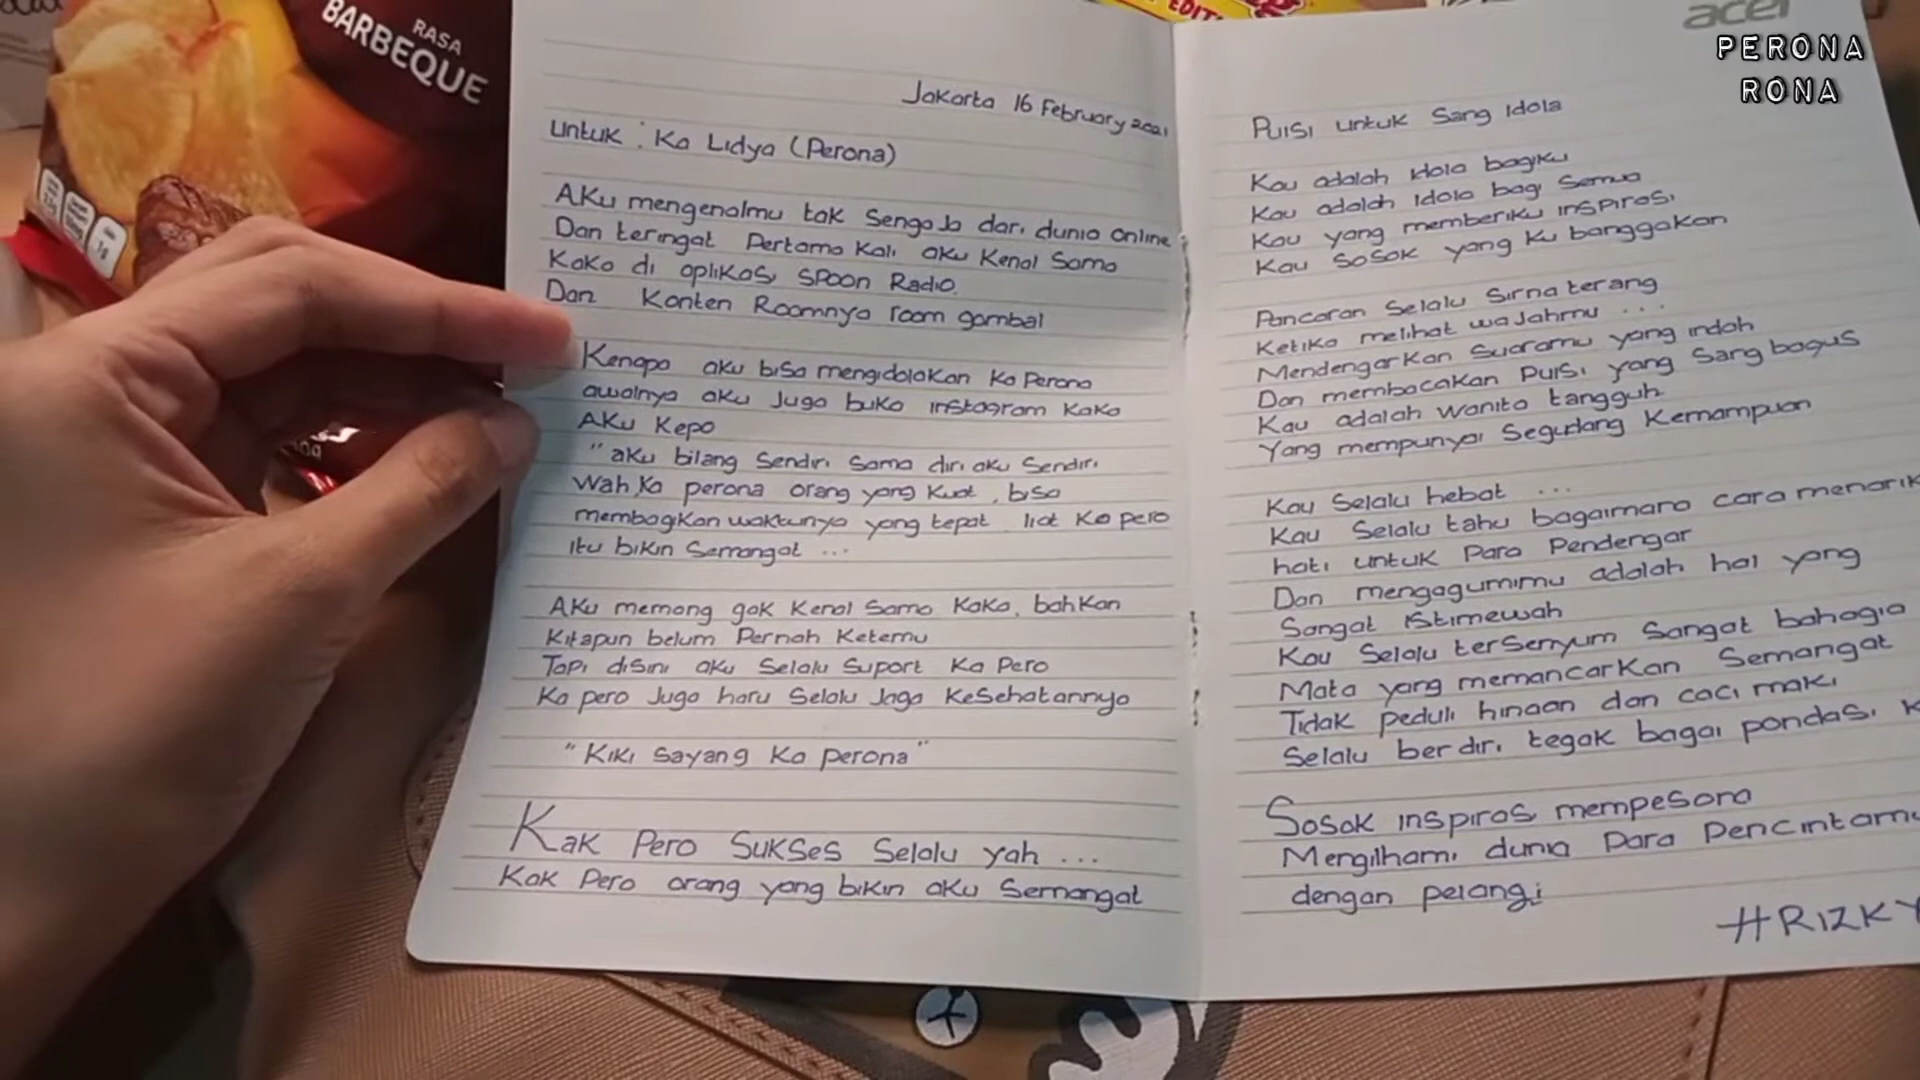 RASA
BARBEQUE
acer
PERONA
RONA
Jakarta 16 February 2021
Untuk : Ka Lidya (Perona)
Aku mengenalmu tak sengaja dari dunia online
Dan teringat Pertama Kali aku Kenal Sama
Kaka di aplikasi SPOON Radio.
Dan Konten Roomnya room gombal
Kenapa aku bisa mengidolakan Ka Perona
awalnya aku Juga buka instagram Kaka
Aku Kepo
"aku bilang Sendiri Sama diri aku Sendiri
Wah Ka perona orang yang Kuat, bisa
membagikan waktunya yang tepat liat Ka pero
itu bikin Semangat ...
Aku memang gak Kenal Sama Kaka, bahkan
Kitapun belum Pernah Ketemu
Tapi disini aku Selalu Suport Ka Pero
Ka pero Juga haru Selalu Jaga Kesehatannya
"Kiki Sayang Ka perona"
Kak Pero Sukses Selalu yah ...
Kak Pero orang yang bikin aku Semangat
Puisi untuk Sang Idola
Kau adalah idola bagiku
Kau adalah Idola bagi Semua
Kau yang memberiku inspirasi
Kau Sosok yang Ku banggakan
Pancaran Selalu Sirna terang
Ketika melihat wajahmu ...
Mendengarkan Suaramu yang indah
Dan membacakan Puisi yang Sang bagus
Kau adalah Wanita tangguh
Yang mempunyai Segudang Kemampuan
Kau Selalu hebat ...
Kau Selalu tahu bagaimana cara menarik
hati untuk Para Pendengar
Dan mengagumimu adalah hal yang
Sangat istimewah
Kau Selalu tersenyum Sangat bahagia
Mata yang memancarkan Semangat
Tidak peduli hinaan dan caci maki
Selalu berdiri tegak bagai pondasi
Sosok inspirasi mempesona
Mengilhami dunia Para Pencintamu
dengan pelangi
#RIZKY